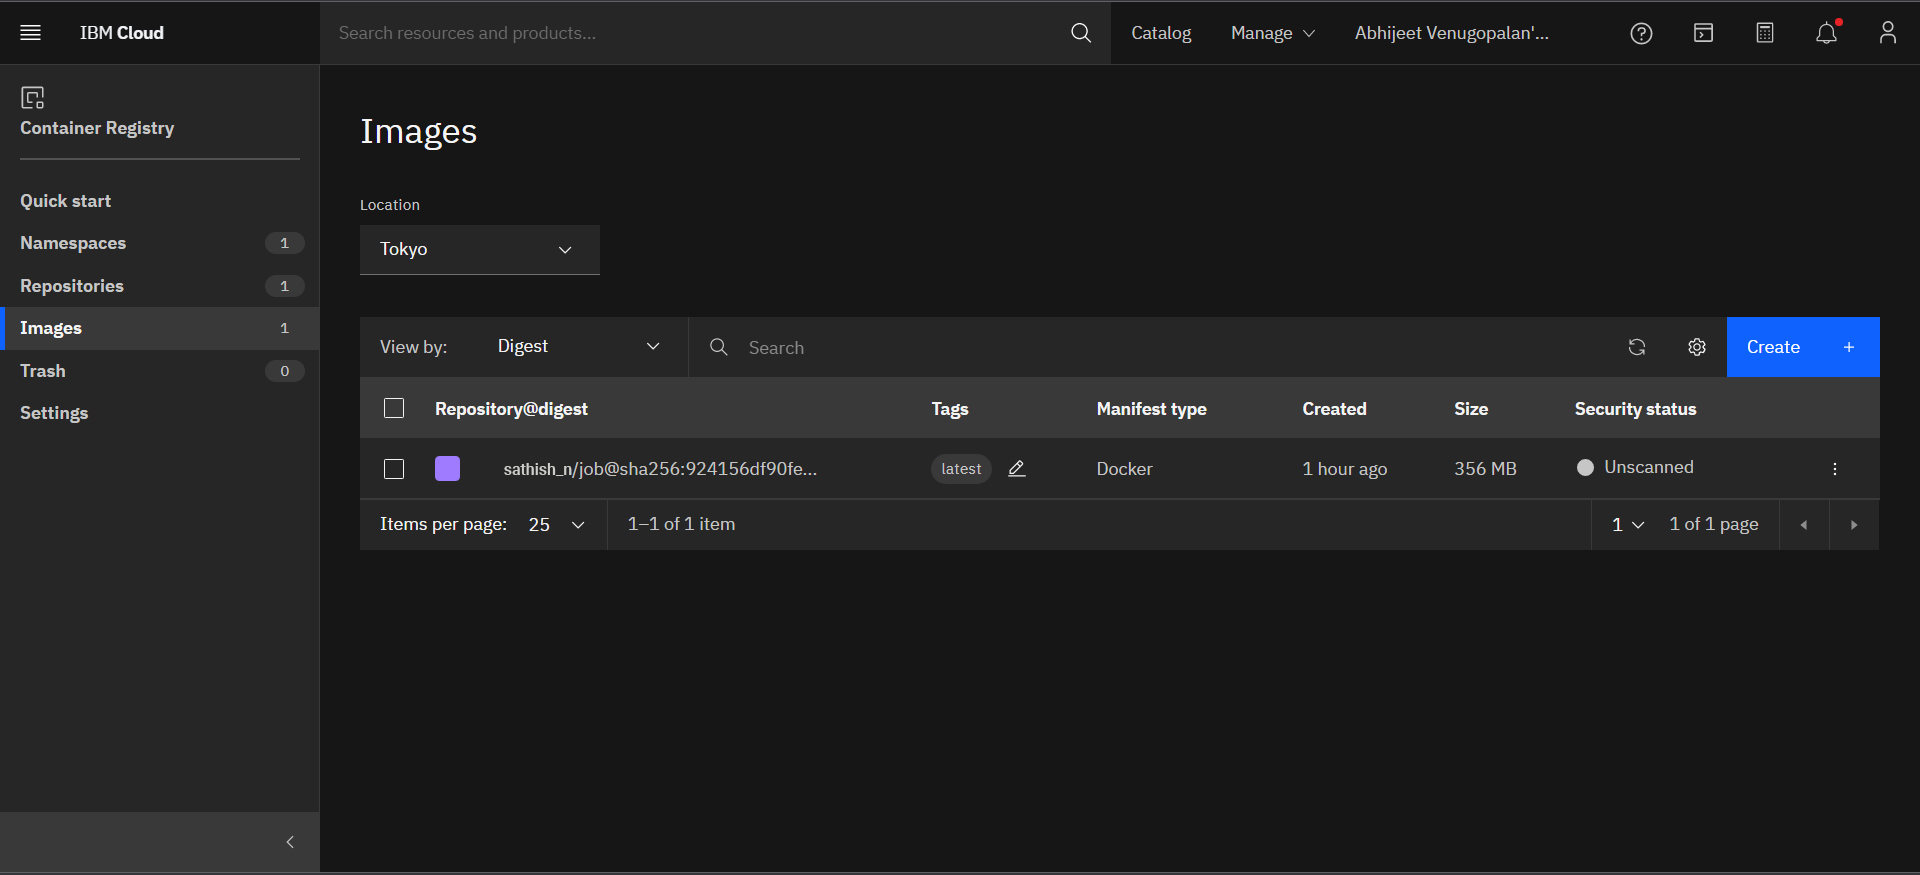 IBM Cloud
Search resources and products...
Catalog
Manage
Abhijeet Venugopalan'...
Container Registry
Quick start
Namespaces 1
Repositories 1
Images 1
Trash 0
Settings
Images
Location
Tokyo
View by: Digest
Search
Create +
Repository@digest Tags Manifest type Created Size Security status
sathish_n/job@sha256:924156df90fe... latest Docker 1 hour ago 356 MB Unscanned
Items per page: 25 1–1 of 1 item 1 1 of 1 page